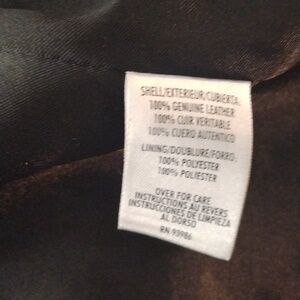 SHELL/EXTERIEUR/CUBIERTA:
100% GENUINE LEATHER
100% CUIR VERITABLE
100% CUERO AUTENTICO
LINING/DOUBLURE/FORRO:
100% POLYESTER
100% POLIESTER
OVER FOR CARE
INSTRUCTIONS AU REVERS
INSTRUCCIONES DE LIMPIEZA
AL DORSO
RN 93986